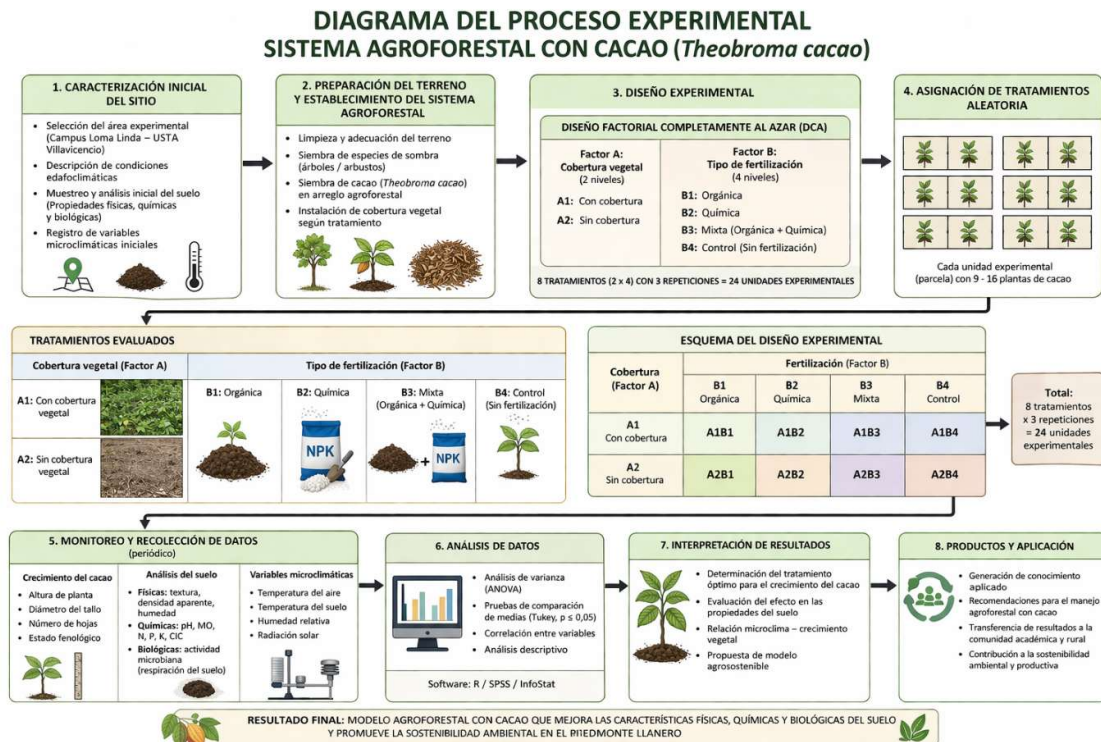 DIAGRAMA DEL PROCESO EXPERIMENTAL
SISTEMA AGROFORESTAL CON CACAO (Theobroma cacao)
1. CARACTERIZACIÓN INICIAL
DEL SITIO
• Selección del área experimental
(Campus Loma Linda – USTA
Villavicencio)
• Descripción de condiciones
edafoclimáticas
• Muestreo y análisis inicial del suelo
(Propiedades físicas, químicas
y biológicas)
• Registro de variables
microclimáticas iniciales
2. PREPARACIÓN DEL TERRENO
Y ESTABLECIMIENTO DEL SISTEMA
AGROFORESTAL
• Limpieza y adecuación del terreno
• Siembra de especies de sombra
(árboles / arbustos)
• Siembra de cacao (Theobroma cacao)
en arreglo agroforestal
• Instalación de cobertura vegetal
según tratamiento
3. DISEÑO EXPERIMENTAL
DISEÑO FACTORIAL COMPLETAMENTE AL AZAR (DCA)
Factor A:
Cobertura vegetal
(2 niveles)
A1: Con cobertura
A2: Sin cobertura
Factor B:
Tipo de fertilización
(4 niveles)
B1: Orgánica
B2: Química
B3: Mixta (Orgánica + Química)
B4: Control (Sin fertilización)
8 TRATAMIENTOS (2 x 4) CON 3 REPETICIONES = 24 UNIDADES EXPERIMENTALES
4. ASIGNACIÓN DE TRATAMIENTOS
ALEATORIA
Cada unidad experimental
(parcela) con 9 - 16 plantas de cacao
TRATAMIENTOS EVALUADOS
Cobertura vegetal (Factor A)
Tipo de fertilización (Factor B)
A1: Con cobertura
vegetal
A2: Sin cobertura
vegetal
B1: Orgánica
B2: Química
NPK
B3: Mixta
(Orgánica + Química)
+
NPK
B4: Control
(Sin fertilización)
ESQUEMA DEL DISEÑO EXPERIMENTAL
Cobertura
(Factor A)
Fertilización (Factor B)
B1
Orgánica
B2
Química
B3
Mixta
B4
Control
A1
Con cobertura
A1B1
A1B2
A1B3
A1B4
A2
Sin cobertura
A2B1
A2B2
A2B3
A2B4
Total:
8 tratamientos
x 3 repeticiones
= 24 unidades
experimentales
5. MONITOREO Y RECOLECCIÓN DE DATOS
(periódico)
Crecimiento del cacao
• Altura de planta
• Diámetro del tallo
• Número de hojas
• Estado fenológico
Análisis del suelo
• Físicas: textura,
densidad aparente,
humedad
• Químicas: pH, MO,
N, P, K, CIC
• Biológicas: actividad
microbiana
(respiración del suelo)
Variables microclimáticas
• Temperatura del aire
• Temperatura del suelo
• Humedad relativa
• Radiación solar
6. ANÁLISIS DE DATOS
• Análisis de varianza
(ANOVA)
• Pruebas de comparación
de medias (Tukey, p ≤ 0,05)
• Correlación entre variables
• Análisis descriptivo
Software: R / SPSS / InfoStat
7. INTERPRETACIÓN DE RESULTADOS
• Determinación del tratamiento
óptimo para el crecimiento del cacao
• Evaluación del efecto en las
propiedades del suelo
• Relación microclima – crecimiento
vegetal
• Propuesta de modelo
agrosostenible
8. PRODUCTOS Y APLICACIÓN
• Generación de conocimiento
aplicado
• Recomendaciones para el manejo
agroforestal con cacao
• Transferencia de resultados a la
comunidad académica y rural
• Contribución a la sostenibilidad
ambiental y productiva
RESULTADO FINAL: MODELO AGROFORESTAL CON CACAO QUE MEJORA LAS CARACTERÍSTICAS FÍSICAS, QUÍMICAS Y BIOLÓGICAS DEL SUELO
Y PROMUEVE LA SOSTENIBILIDAD AMBIENTAL EN EL PIEDMONTE LLANERO